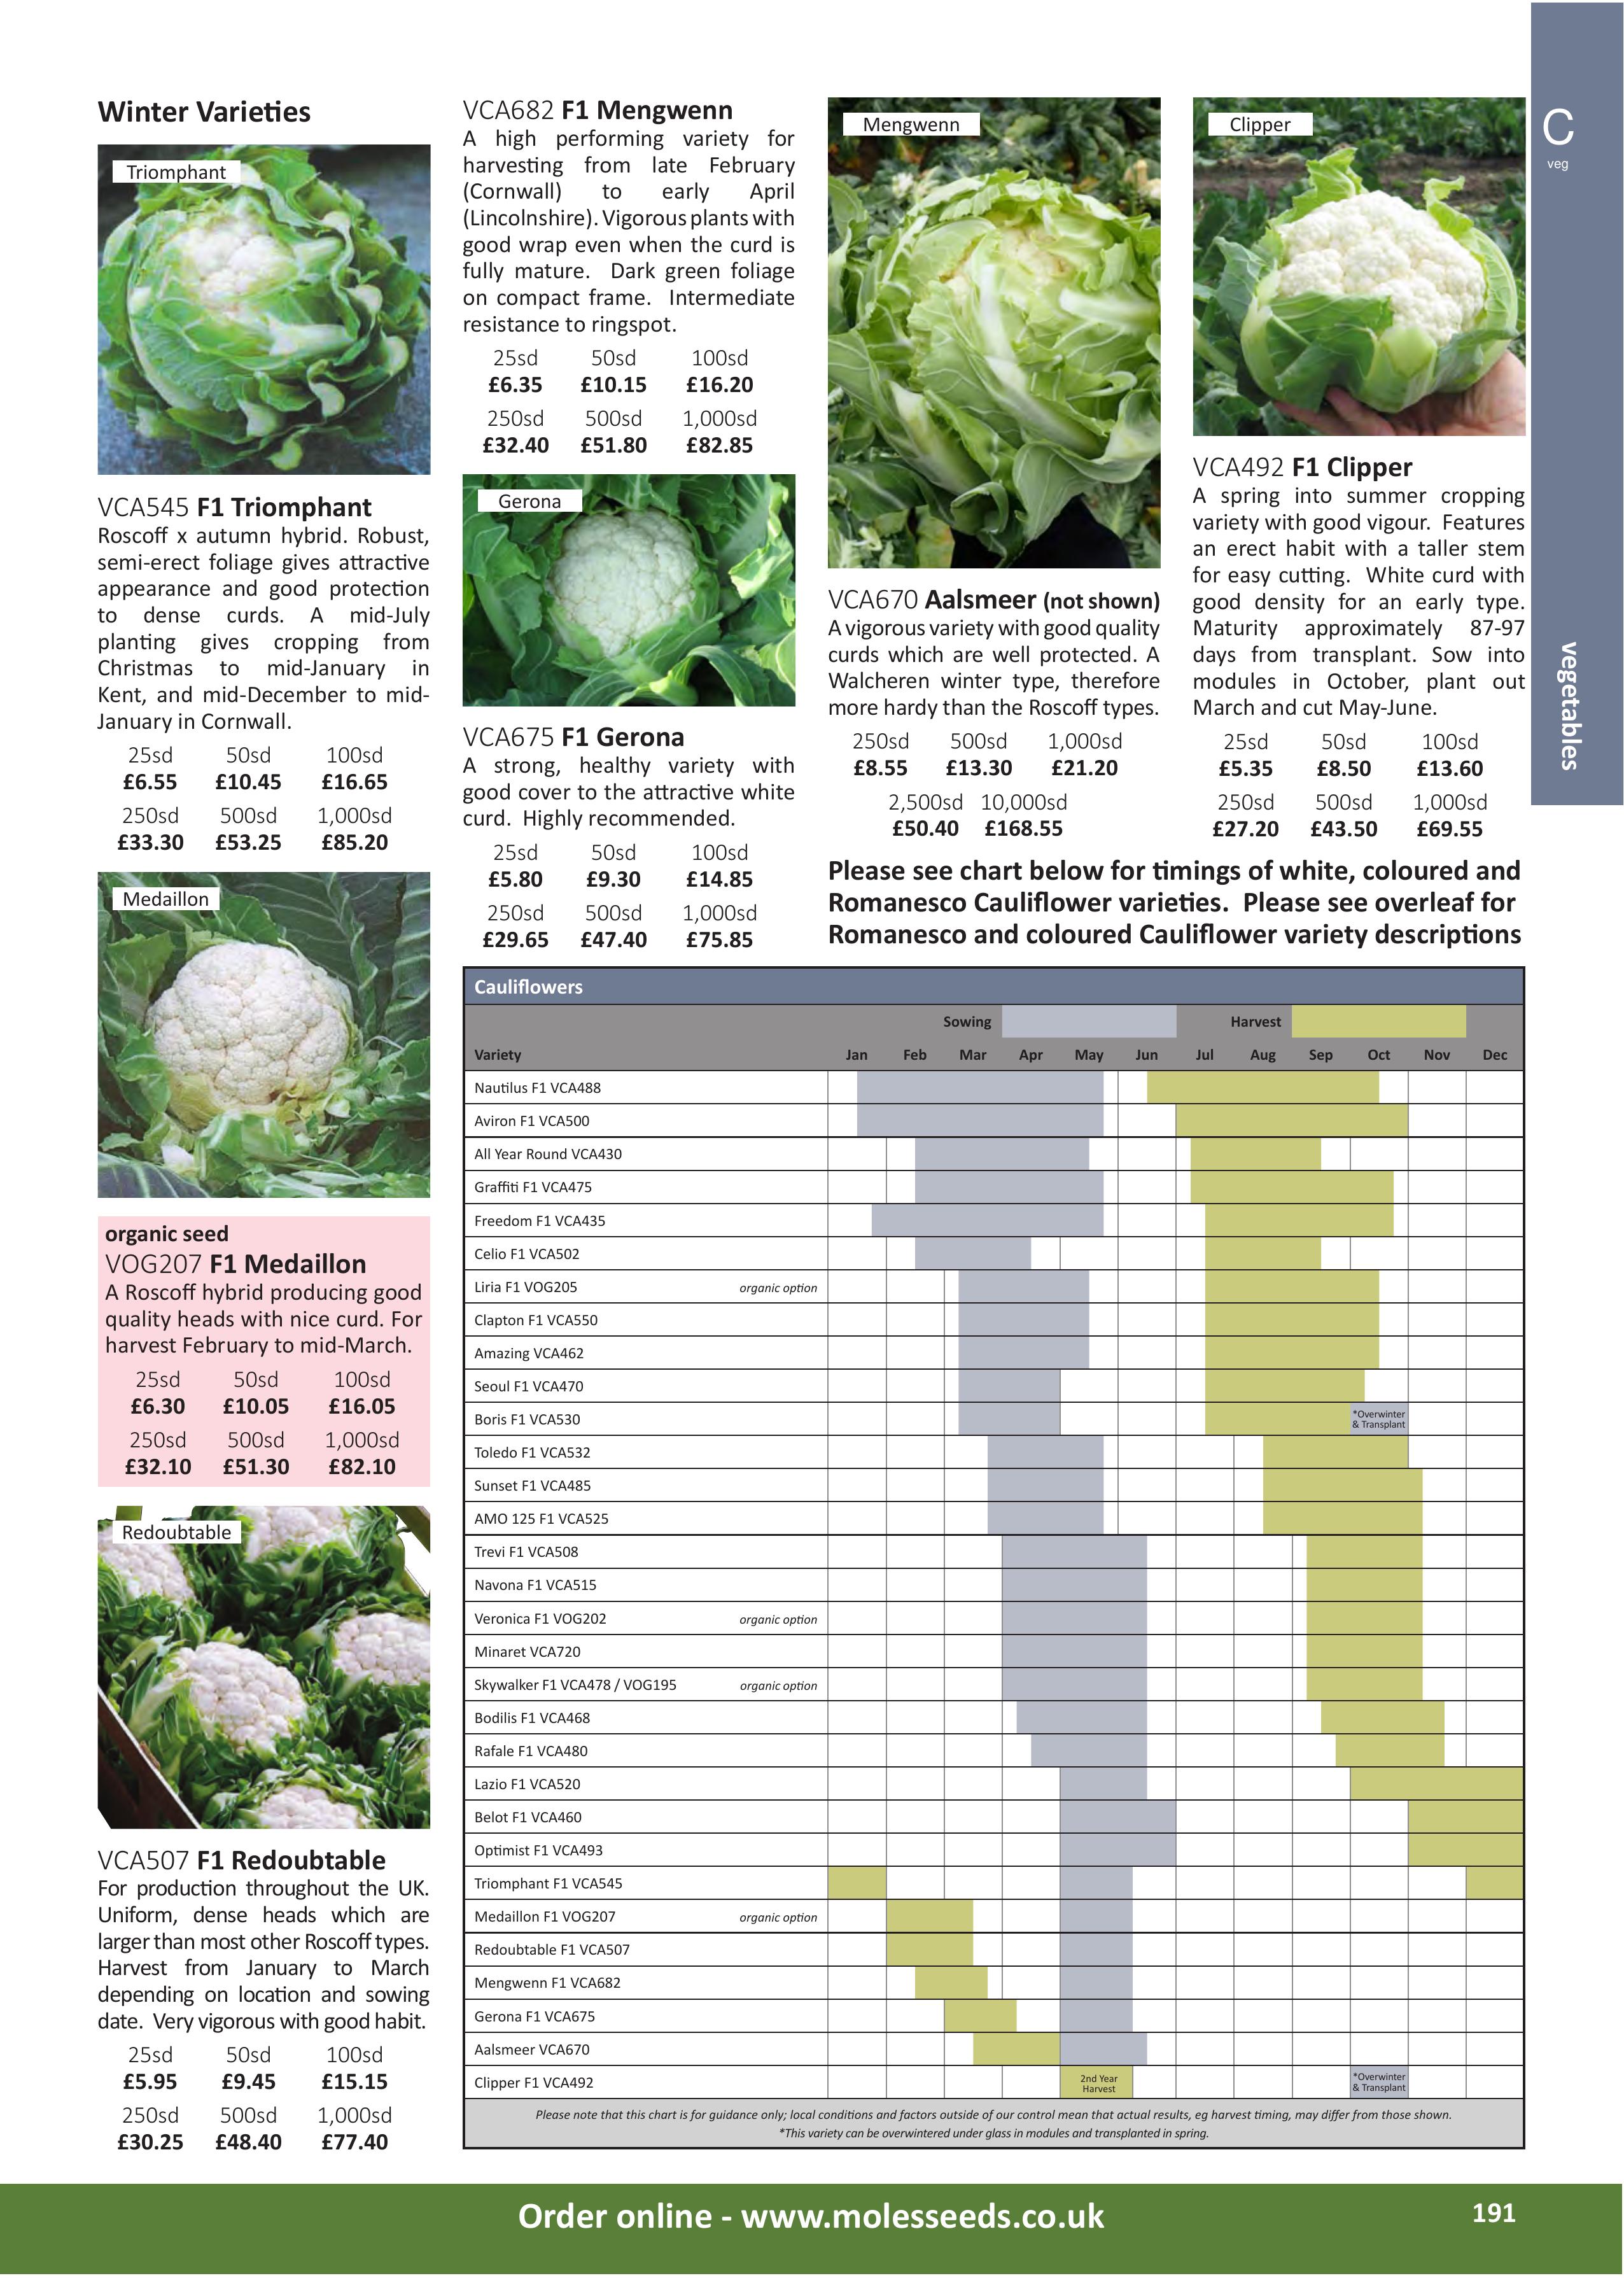 Winter Varieties
Triomphant
VCA545 F1 Triomphant
Roscoff x autumn hybrid. Robust,
semi-erect foliage gives attractive
appearance and good protection
to dense curds. A mid-July
planting gives cropping from
Christmas to mid-January in
Kent, and mid-December to mid-
January in Cornwall.
25sd 50sd 100sd
£6.55 £10.45 £16.65
250sd 500sd 1,000sd
£33.30 £53.25 £85.20
Medaillon
organic seed
VOG207 F1 Medaillon
A Roscoff hybrid producing good
quality heads with nice curd. For
harvest February to mid-March.
25sd 50sd 100sd
£6.30 £10.05 £16.05
250sd 500sd 1,000sd
£32.10 £51.30 £82.10
Redoubtable
VCA507 F1 Redoubtable
For production throughout the UK.
Uniform, dense heads which are
larger than most other Roscoff types.
Harvest from January to March
depending on location and sowing
date. Very vigorous with good habit.
25sd 50sd 100sd
£5.95 £9.45 £15.15
250sd 500sd 1,000sd
£30.25 £48.40 £77.40
VCA682 F1 Mengwenn
A high performing variety for
harvesting from late February
(Cornwall) to early April
(Lincolnshire). Vigorous plants with
good wrap even when the curd is
fully mature. Dark green foliage
on compact frame. Intermediate
resistance to ringspot.
25sd 50sd 100sd
£6.35 £10.15 £16.20
250sd 500sd 1,000sd
£32.40 £51.80 £82.85
Gerona
VCA675 F1 Gerona
A strong, healthy variety with
good cover to the attractive white
curd. Highly recommended.
25sd 50sd 100sd
£5.80 £9.30 £14.85
250sd 500sd 1,000sd
£29.65 £47.40 £75.85
Mengwenn
VCA670 Aalsmeer (not shown)
A vigorous variety with good quality
curds which are well protected. A
Walcheren winter type, therefore
more hardy than the Roscoff types.
250sd 500sd 1,000sd
£8.55 £13.30 £21.20
2,500sd 10,000sd
£50.40 £168.55
Clipper
VCA492 F1 Clipper
A spring into summer cropping
variety with good vigour. Features
an erect habit with a taller stem
for easy cutting. White curd with
good density for an early type.
Maturity approximately 87-97
days from transplant. Sow into
modules in October, plant out
March and cut May-June.
25sd 50sd 100sd
£5.35 £8.50 £13.60
250sd 500sd 1,000sd
£27.20 £43.50 £69.55
Please see chart below for timings of white, coloured and
Romanesco Cauliflower varieties. Please see overleaf for
Romanesco and coloured Cauliflower variety descriptions
Cauliflowers
Sowing Harvest
Variety Jan Feb Mar Apr May Jun Jul Aug Sep Oct Nov Dec
Nautilus F1 VCA488
Aviron F1 VCA500
All Year Round VCA430
Graffiti F1 VCA475
Freedom F1 VCA435
Celio F1 VCA502
Liria F1 VOG205 organic option
Clapton F1 VCA550
Amazing VCA462
Seoul F1 VCA470
Boris F1 VCA530 *Overwinter
& Transplant
Toledo F1 VCA532
Sunset F1 VCA485
AMO 125 F1 VCA525
Trevi F1 VCA508
Navona F1 VCA515
Veronica F1 VOG202 organic option
Minaret VCA720
Skywalker F1 VCA478 / VOG195 organic option
Bodilis F1 VCA468
Rafale F1 VCA480
Lazio F1 VCA520
Belot F1 VCA460
Optimist F1 VCA493
Triomphant F1 VCA545
Medaillon F1 VOG207 organic option
Redoubtable F1 VCA507
Mengwenn F1 VCA682
Gerona F1 VCA675
Aalsmeer VCA670
Clipper F1 VCA492 2nd Year *Overwinter
Harvest & Transplant
Please note that this chart is for guidance only; local conditions and factors outside of our control mean that actual results, eg harvest timing, may differ from those shown.
*This variety can be overwintered under glass in modules and transplanted in spring.
C
veg
vegetables
Order online - www.molesseeds.co.uk
191